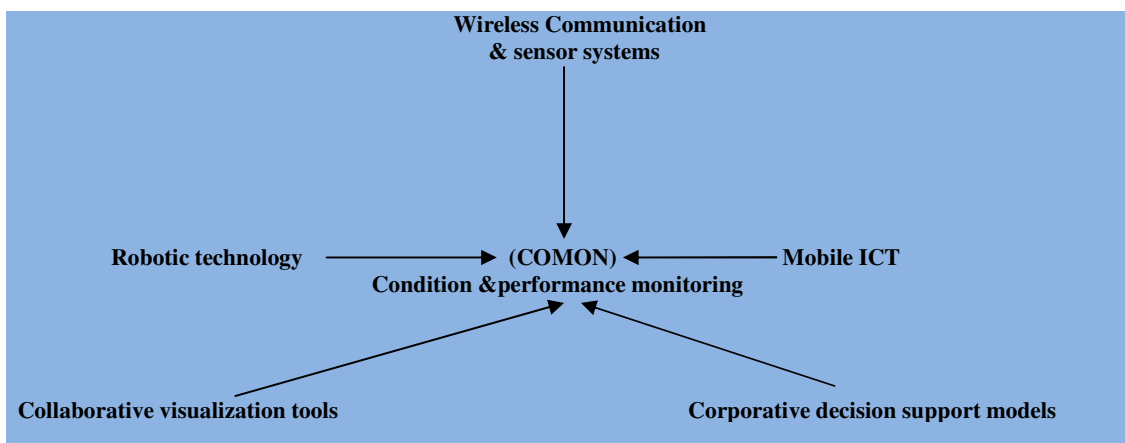 Wireless Communication
& sensor systems
Robotic technology
(COMON)
Mobile ICT
Condition &performance monitoring
Collaborative visualization tools
Corporative decision support models